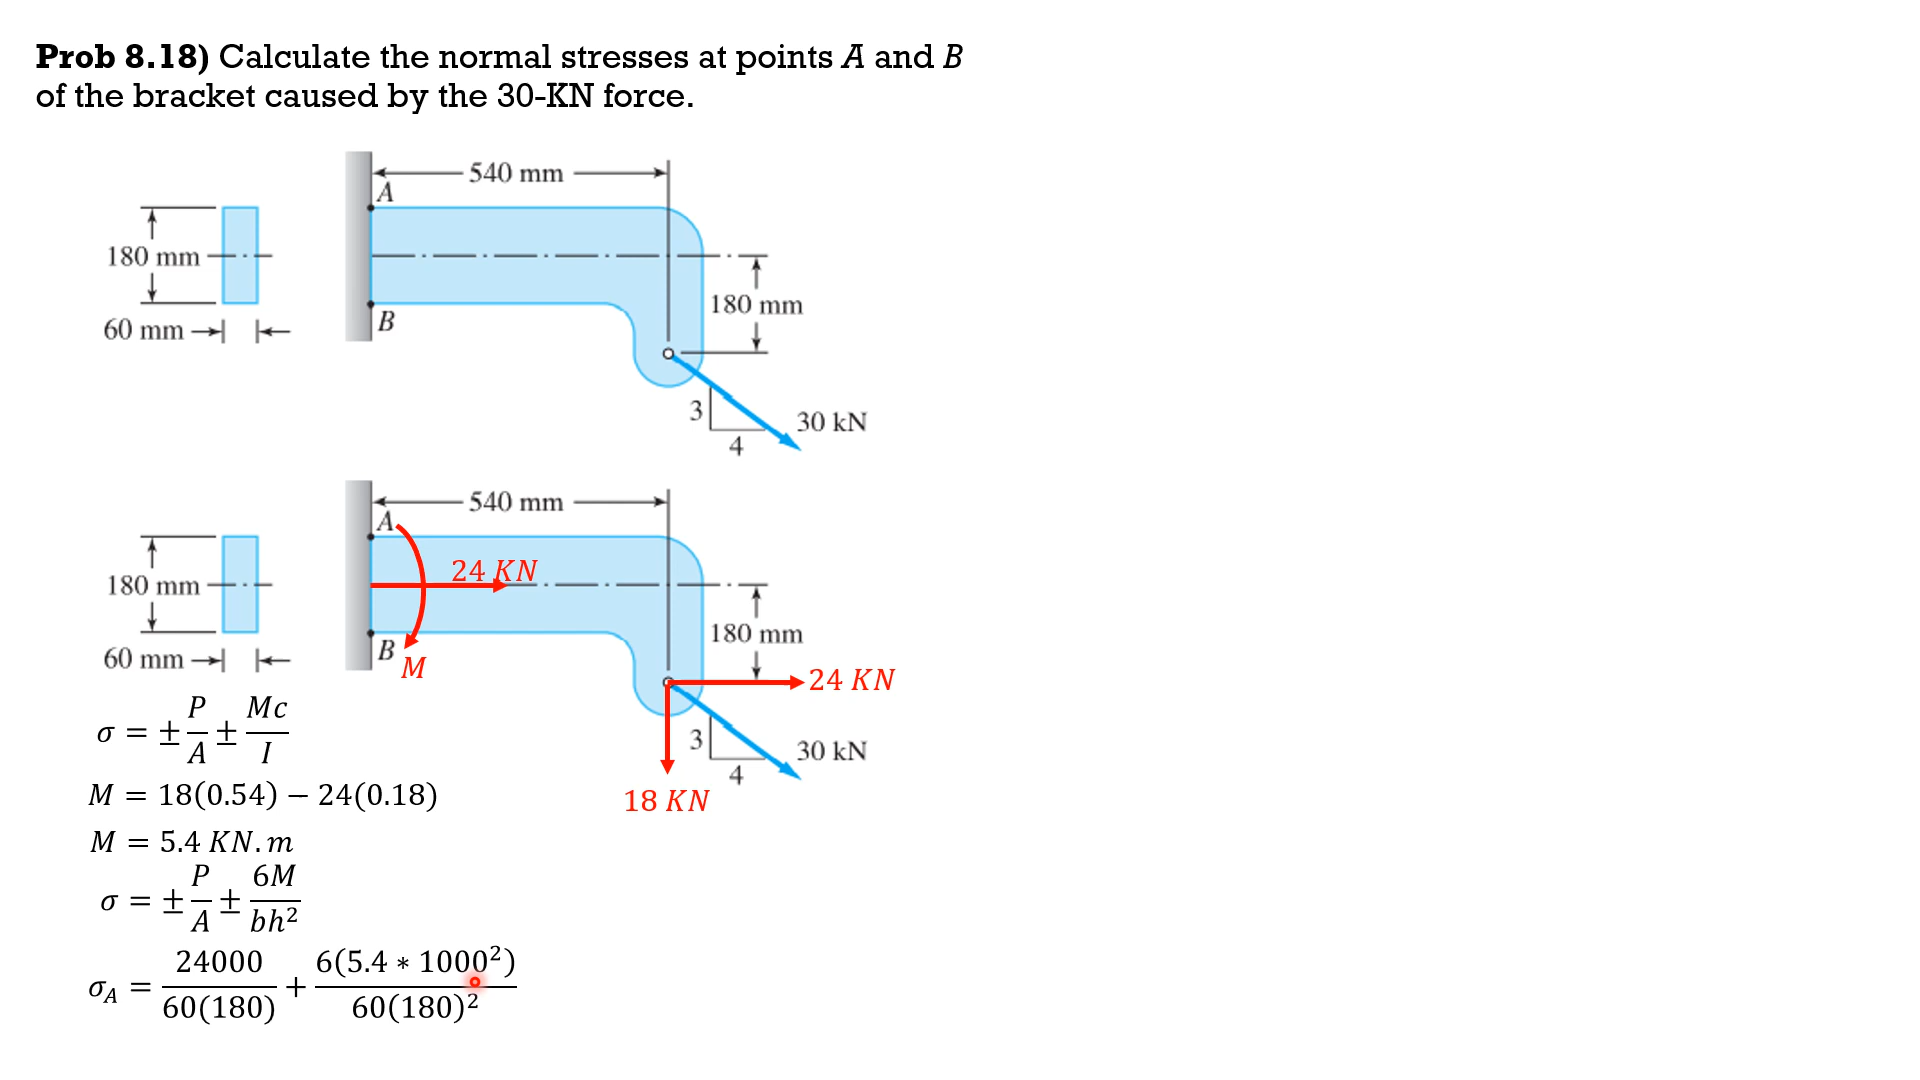 Prob 8.18) Calculate the normal stresses at points A and B
of the bracket caused by the 30-KN force.
540 mm
A
180 mm
180 mm
60 mm
B
3
30 kN
4
540 mm
A
24 KN
180 mm
180 mm
B
60 mm
M
24 KN
3
30 kN
4
18 KN
σ = ± P/A ± Mc/I
M = 18(0.54) − 24(0.18)
M = 5.4 KN.m
σ = ± P/A ± 6M/bh²
σ_A = 24000/60(180) + 6(5.4 * 1000²)/60(180)²